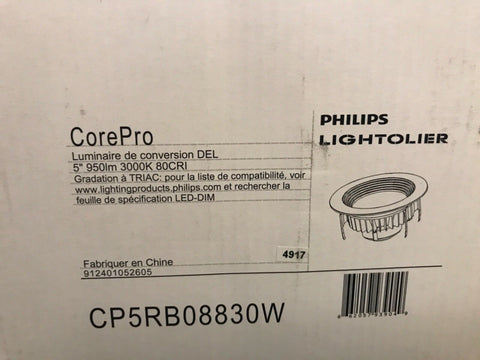 CorePro
Luminaire de conversion DEL
5" 950lm 3000K 80CRI
Gradation à TRIAC: pour la liste de compatibilité, voir
www.lightingproducts.philips.com et rechercher la
feuille de spécification LED-DIM
PHILIPS
LIGHTOLIER
4917
Fabriquer en Chine
912401052605
CP5RB08830W